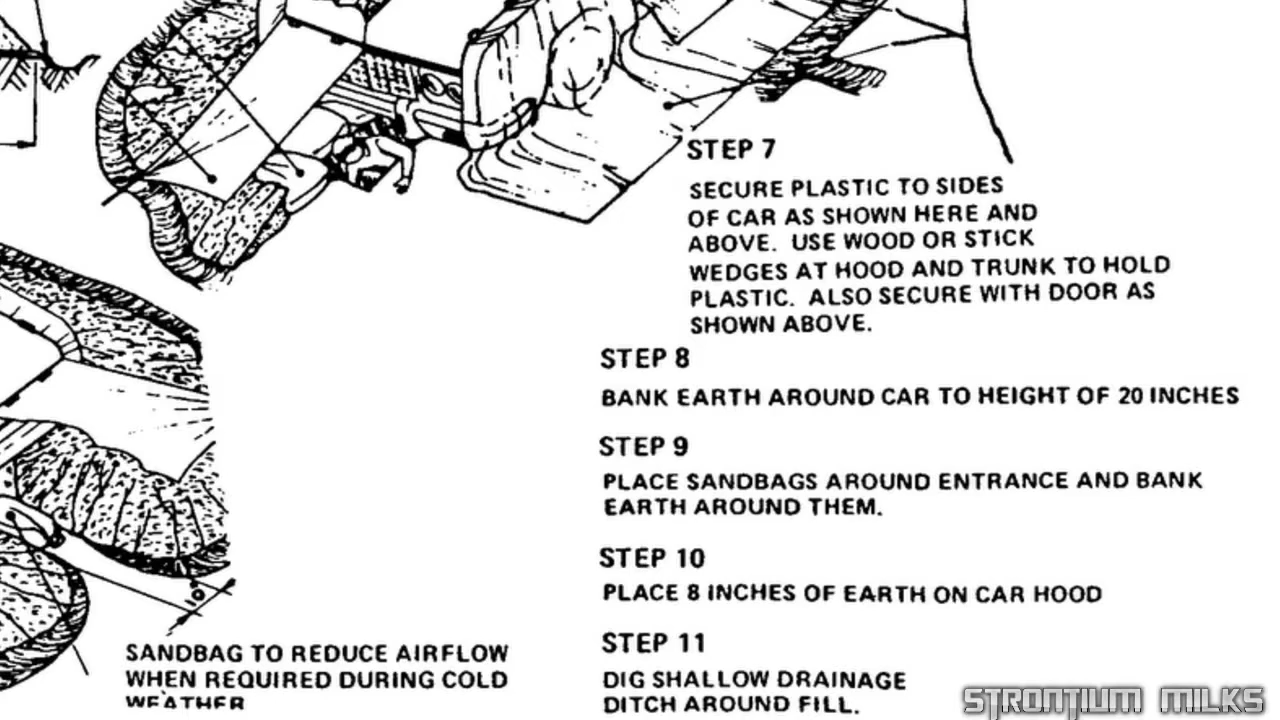 STEP 7
SECURE PLASTIC TO SIDES
OF CAR AS SHOWN HERE AND
ABOVE. USE WOOD OR STICK
WEDGES AT HOOD AND TRUNK TO HOLD
PLASTIC. ALSO SECURE WITH DOOR AS
SHOWN ABOVE.
STEP 8
BANK EARTH AROUND CAR TO HEIGHT OF 20 INCHES
STEP 9
PLACE SANDBAGS AROUND ENTRANCE AND BANK
EARTH AROUND THEM.
STEP 10
PLACE 8 INCHES OF EARTH ON CAR HOOD
STEP 11
DIG SHALLOW DRAINAGE
DITCH AROUND FILL.
SANDBAG TO REDUCE AIRFLOW
WHEN REQUIRED DURING COLD
WEATHER
STRONTIUM MILKS